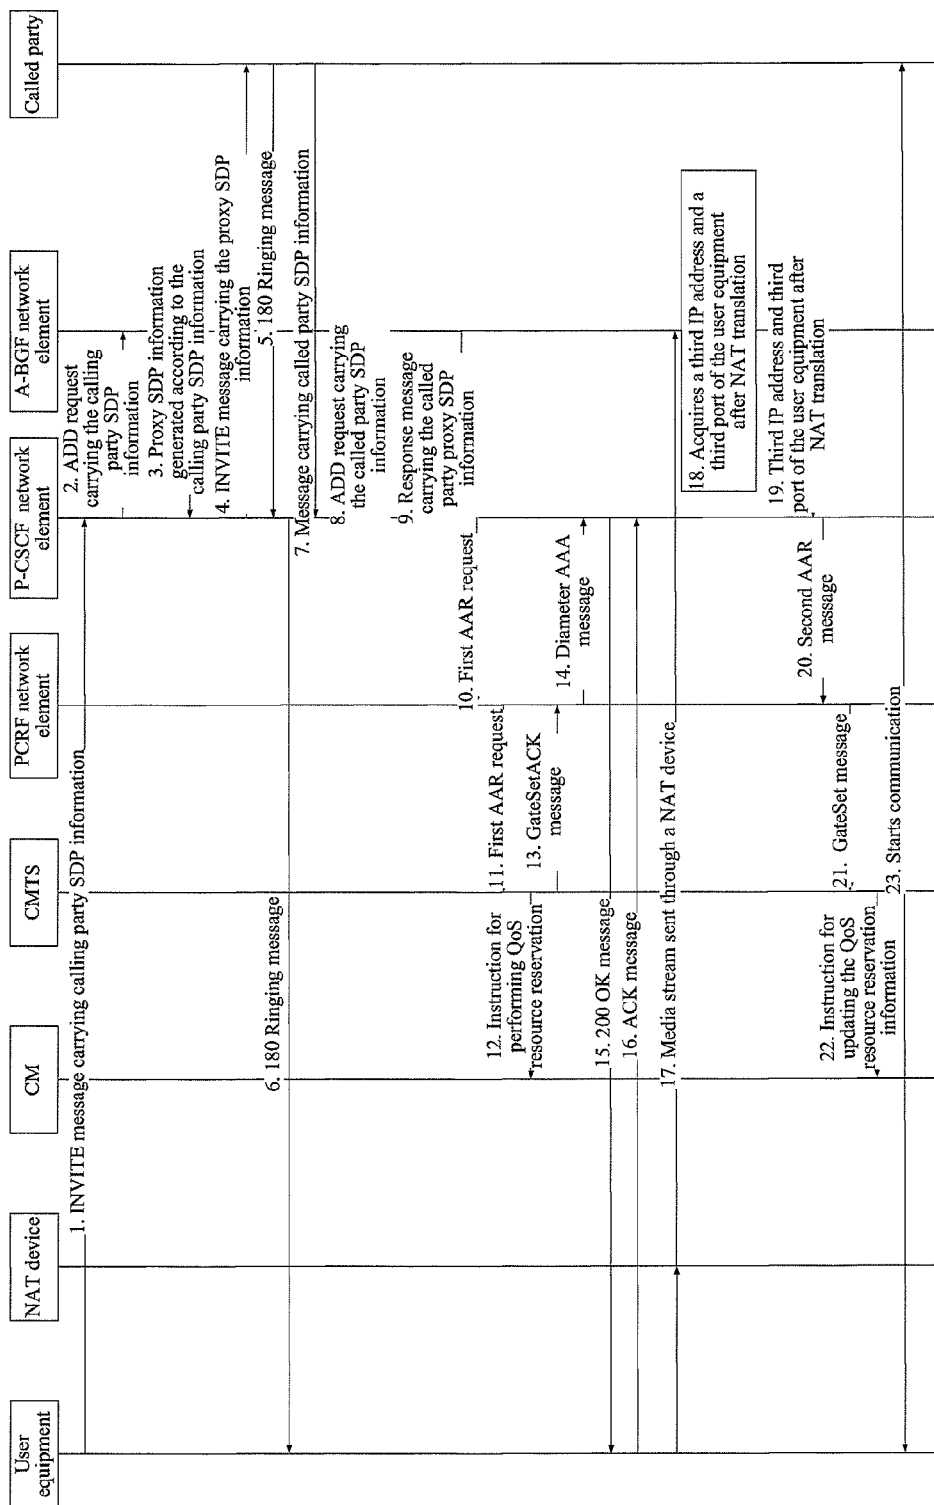 User
equipment
NAT device
CM
CMTS
PCRF network
element
P-CSCF network
element
A-BGF network
element
Called party
1. INVITE message carrying calling party SDP information
2. ADD request
carrying the calling
party SDP
information
3. Proxy SDP information
generated according to the
calling party SDP information
4. INVITE message carrying the proxy SDP
information
5. 180 Ringing message
6. 180 Ringing message
7. Message carrying called party SDP information
8. ADD request carrying
the called party SDP
information
9. Response message
carrying the called
party proxy SDP
information
10. First AAR request
11. First AAR request
12. Instruction for
performing QoS
resource reservation
13. GateSetACK
message
14. Diameter AAA
message
15. 200 OK message
16. ACK message
17. Media stream sent through a NAT device
18. Acquires a third IP address and a
third port of the user equipment
after NAT translation
19. Third IP address and third
port of the user equipment after
NAT translation
20. Second AAR
message
21. GateSet message
22. Instruction for
updating the QoS
resource reservation
information
23. Starts communication